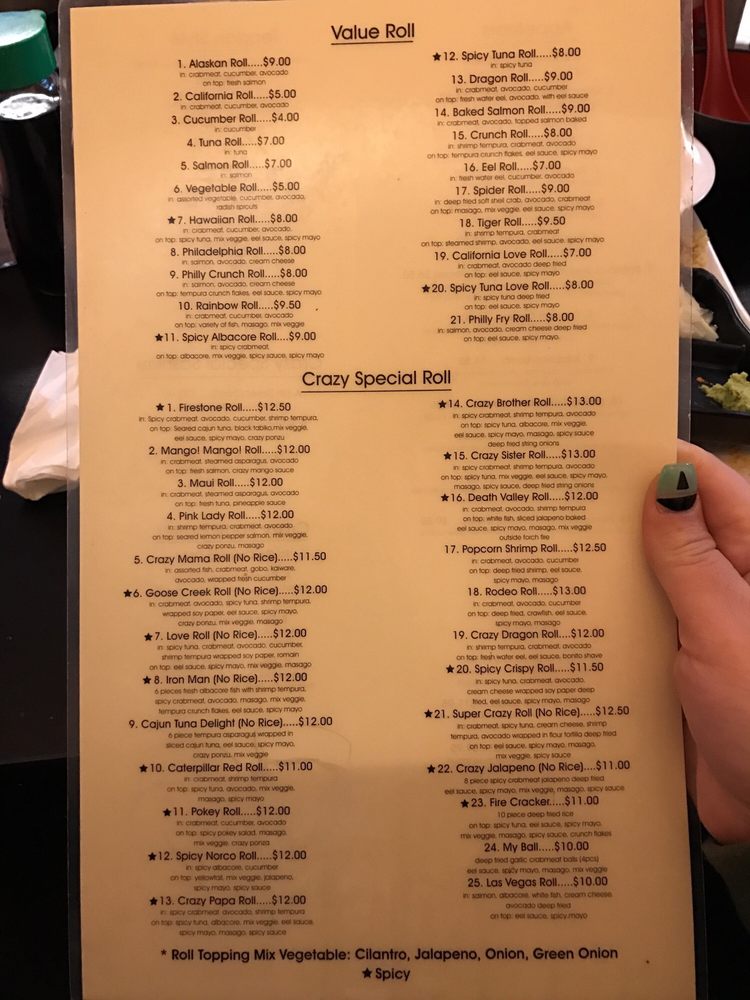 Value Roll
1. Alaskan Roll.....$9.00
in: crabmeat, cucumber, avocado
on top: fresh salmon
2. California Roll.....$5.00
in: crabmeat, cucumber, avocado
3. Cucumber Roll.....$4.00
in: cucumber
4. Tuna Roll.....$7.00
in: tuna
5. Salmon Roll.....$7.00
in: salmon
6. Vegetable Roll.....$5.00
in: assorted vegetable, cucumber, avocado,
radish sprouts
★7. Hawaiian Roll.....$8.00
in: crabmeat, cucumber, avocado,
on top: spicy tuna, mix veggie, eel sauce, spicy mayo
8. Philadelphia Roll.....$8.00
in: salmon, avocado, cream cheese
9. Philly Crunch Roll.....$8.00
in: salmon, avocado, cream cheese
on top: tempura crunch flakes, eel sauce, spicy mayo
10. Rainbow Roll.....$9.50
in: crabmeat, cucumber, avocado
on top: variety of fish, masago, mix veggie
★11. Spicy Albacore Roll....$9.00
in: spicy crabmeat,
on top: albacore, mix veggie, spicy sauce, spicy mayo
★12. Spicy Tuna Roll.....$8.00
in: spicy tuna
13. Dragon Roll.....$9.00
in: crabmeat, avocado, cucumber
on top: fresh water eel, avocado, with eel sauce
14. Baked Salmon Roll.....$9.00
in: crabmeat, avocado, topped salmon baked
15. Crunch Roll.....$8.00
in: shrimp tempura, crabmeat, avocado
on top: tempura crunch flakes, eel sauce, spicy mayo
16. Eel Roll.....$7.00
in: fresh water eel, cucumber, avocado
17. Spider Roll.....$9.00
in: deep fried soft shell crab, avocado, crabmeat
on top: masago, mix veggie, eel sauce, spicy mayo
18. Tiger Roll.....$9.50
in: shrimp tempura, crabmeat
on top: steamed shrimp, avocado, eel sauce, spicy mayo
19. California Love Roll.....$7.00
in: crabmeat, avocado deep fried
on top: eel sauce, spicy mayo
★20. Spicy Tuna Love Roll.....$8.00
in: spicy tuna deep fried
on top: eel sauce, spicy mayo
21. Philly Fry Roll.....$8.00
in: salmon, avocado, cream cheese deep fried
on top: eel sauce, spicy mayo,
Crazy Special Roll
★1. Firestone Roll.....$12.50
in: Spicy crabmeat, avocado, cucumber, shrimp tempura,
on top: Seared cajun tuna, black tabiko,mix veggie,
eel sauce, spicy mayo, crazy ponzu
2. Mango! Mango! Roll.....$12.00
in: crabmeat, steamed asparagus, avocado
on top: fresh salmon, crazy mango sauce
3. Maui Roll.....$12.00
in: crabmeat, steamed asparagus, avocado
on top: fresh tuna, pineapple sauce
4. Pink Lady Roll.....$12.00
in: shrimp tempura, crabmeat, avocado
on top: seared lemon pepper salmon, mix veggie,
crazy ponzu, masago
5. Crazy Mama Roll (No Rice)....$11.50
in: assorted fish, crabmeat, gobo, kaiware,
avocado, wrapped fresh cucumber
★6. Goose Creek Roll (No Rice)....$12.00
in: crabmeat, avocado, spicy tuna, shrimp tempura,
wrapped soy paper, eel sauce, spicy mayo,
crazy ponzu, mix veggie, masago
★7. Love Roll (No Rice).....$12.00
in: spicy tuna, crabmeat, avocado, cucumber,
shrimp tempura wrapped soy paper, romain
on top: eel sauce, spicy mayo, mix veggie, masago
★8. Iron Man (No Rice).....$12.00
6 pieces fresh albacore fish with shrimp tempura,
spicy crabmeat, avocado, masago, mix veggie,
tempura crunch flakes, eel sauce, spicy mayo
9. Cajun Tuna Delight (No Rice)....$12.00
6 piece tempura asparagus wrapped in
sliced cajun tuna, eel sauce, spicy mayo,
crazy ponzu, mix veggie
★10. Caterpillar Red Roll.....$11.00
in: crabmeat, shrimp tempura
on top: spicy tuna, avocado, mix veggie,
masago, spicy mayo
★11. Pokey Roll.....$12.00
in: crabmeat, cucumber, avocado
on top: spicy pokey salad, masago,
mix veggie, crazy ponza
★12. Spicy Norco Roll.....$12.00
in: spicy albacore, cucumber
on top: yellowtail, mix veggie, jalapeno,
spicy mayo, spicy sauce
★13. Crazy Papa Roll.....$12.00
in: spicy crabmeat, avocado, shrimp tempura
on top: spicy tuna, albacore, mix veggie, eel sauce,
spicy mayo, masago, spicy sauce
★14. Crazy Brother Roll.....$13.00
in: spicy crabmeat, shrimp tempura, avocado
on top: spicy tuna, albacore, mix veggie,
eel sauce, spicy mayo, masago, spicy sauce
deep fried string onions
★15. Crazy Sister Roll.....$13.00
in: spicy crabmeat, shrimp tempura, avocado
on top: spicy tuna, mix veggie, eel sauce, spicy mayo,
masago, spicy sauce, deep fried string onions
★16. Death Valley Roll.....$12.00
in: crabmeat, avocado, shrimp tempura
on top: white fish, sliced jalapeno baked
eel sauce, spicy mayo, masago, mix veggie
outside torch fire
17. Popcorn Shrimp Roll.....$12.50
in: crabmeat, avocado, cucumber
on top: deep fried shrimp, eel sauce,
spicy mayo, masago
18. Rodeo Roll.....$13.00
in: crabmeat, avocado, cucumber
on top: deep fried, crawfish, eel sauce,
spicy mayo, masago
19. Crazy Dragon Roll....$12.00
in: shrimp tempura, crabmeat, avocado
on top: fresh water eel, eel sauce, bonito shave
★20. Spicy Crispy Roll.....$11.50
in: spicy tuna, crabmeat, avocado,
cream cheese wrapped soy paper deep
fried, eel sauce, spicy mayo, masago
★21. Super Crazy Roll (No Rice)....$12.50
in: crabmeat, spicy tuna, cream cheese, shrimp
tempura, avocado wrapped in flour tortilla deep fried
on top: eel sauce, spicy mayo, masago,
mix veggie, spicy sauce
★22. Crazy Jalapeno (No Rice)....$11.00
8 piece spicy crabmeat jalapeno deep fried
eel sauce, spicy mayo, mix veggie, masago, spicy sauce
★23. Fire Cracker.....$11.00
10 piece deep fried rice
on top: spicy tuna, eel sauce, spicy mayo,
mix veggie, masago, spicy sauce, crunch flakes
24. My Ball.....$10.00
deep fried garlic crabmeat balls (4pcs)
eel sauce, spicy mayo, mix veggie, masago
25. Las Vegas Roll.....$10.00
in: salmon, albacore, white fish, cream cheese,
avocado deep fried
on top: eel sauce, spicy mayo
* Roll Topping Mix Vegetable: Cilantro, Jalapeno, Onion, Green Onion
★Spicy